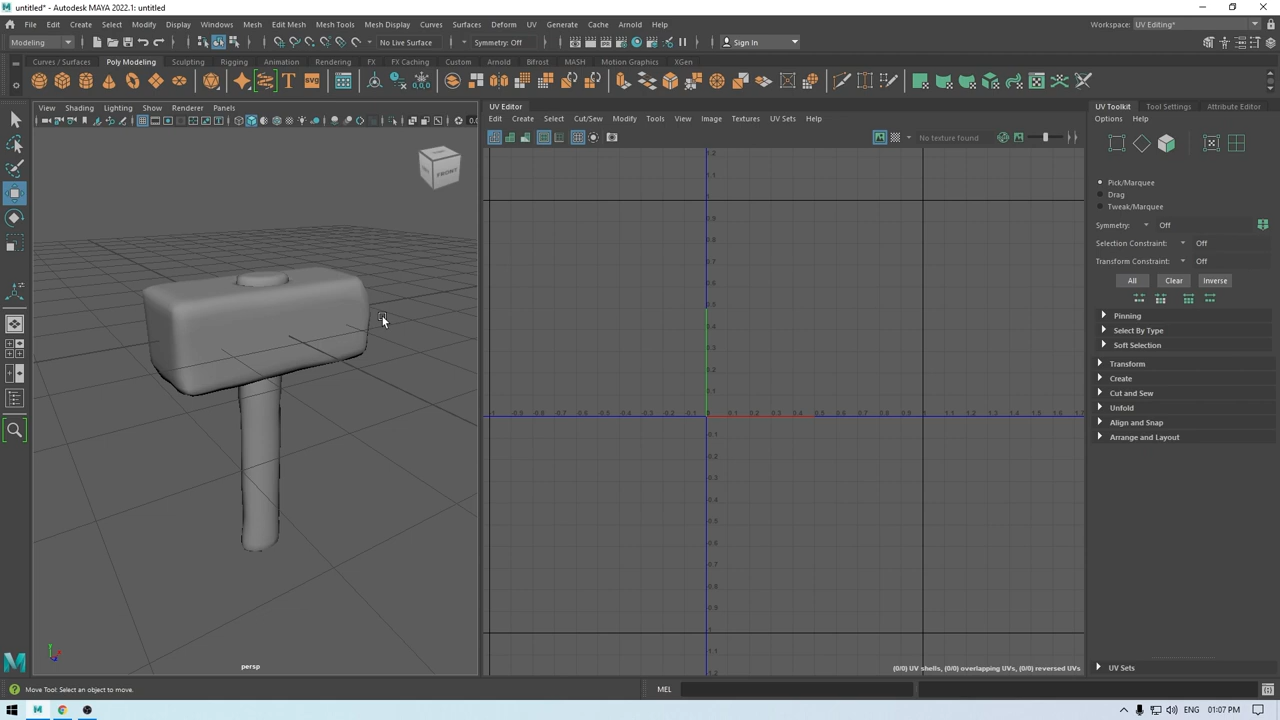 untitled* - Autodesk MAYA 2022.1: untitled
File Edit Create Select Modify Display Windows Mesh Edit Mesh Mesh Tools Mesh Display Curves Surfaces Deform UV Generate Cache Arnold Help
Workspace: UV Editing*
Modeling
No Live Surface
Symmetry: Off
Sign In
Curves / Surfaces Poly Modeling Sculpting Rigging Animation Rendering FX FX Caching Custom Arnold Bifrost MASH Motion Graphics XGen
View Shading Lighting Show Renderer Panels
UV Editor
UV Toolkit Tool Settings Attribute Editor
Edit Create Select Cut/Sew Modify Tools View Image Textures UV Sets Help
Options Help
No texture found
FRONT
Pick/Marquee
Drag
Tweak/Marquee
Symmetry: Off
Selection Constraint: Off
Transform Constraint: Off
All Clear Inverse
Pinning
Select By Type
Soft Selection
Transform
Create
Cut and Sew
Unfold
Align and Snap
Arrange and Layout
persp
(0/0) UV shells, (0/0) overlapping UVs, (0/0) reversed UVs
UV Sets
Move Tool: Select an object to move.
MEL
ENG
01:07 PM